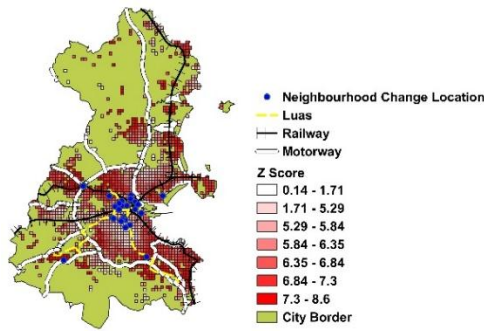 Neighbourhood Change Location
Luas
Railway
Motorway
Z Score
0.14 - 1.71
1.71 - 5.29
5.29 - 5.84
5.84 - 6.35
6.35 - 6.84
6.84 - 7.3
7.3 - 8.6
City Border